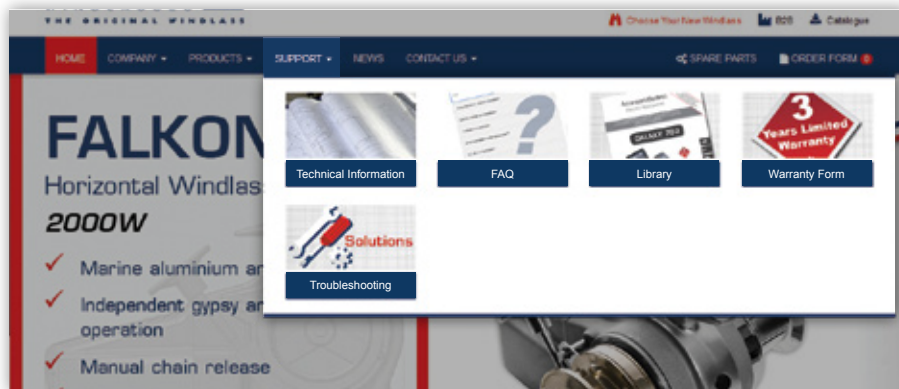 THE ORIGINAL WINDLASS
Choose Your New Windlass B2B Catalogue
HOME COMPANY PRODUCTS SUPPORT NEWS CONTACT US SPARE PARTS ORDER FORM 0
FALKON
Horizontal Windlas
2000W
Marine aluminium a
Independent gypsy a
operation
Manual chain release
Technical Information
?
FAQ
GALAXY 703
Library
3
Years Limited
Warranty
Warranty Form
Solutions
Troubleshooting